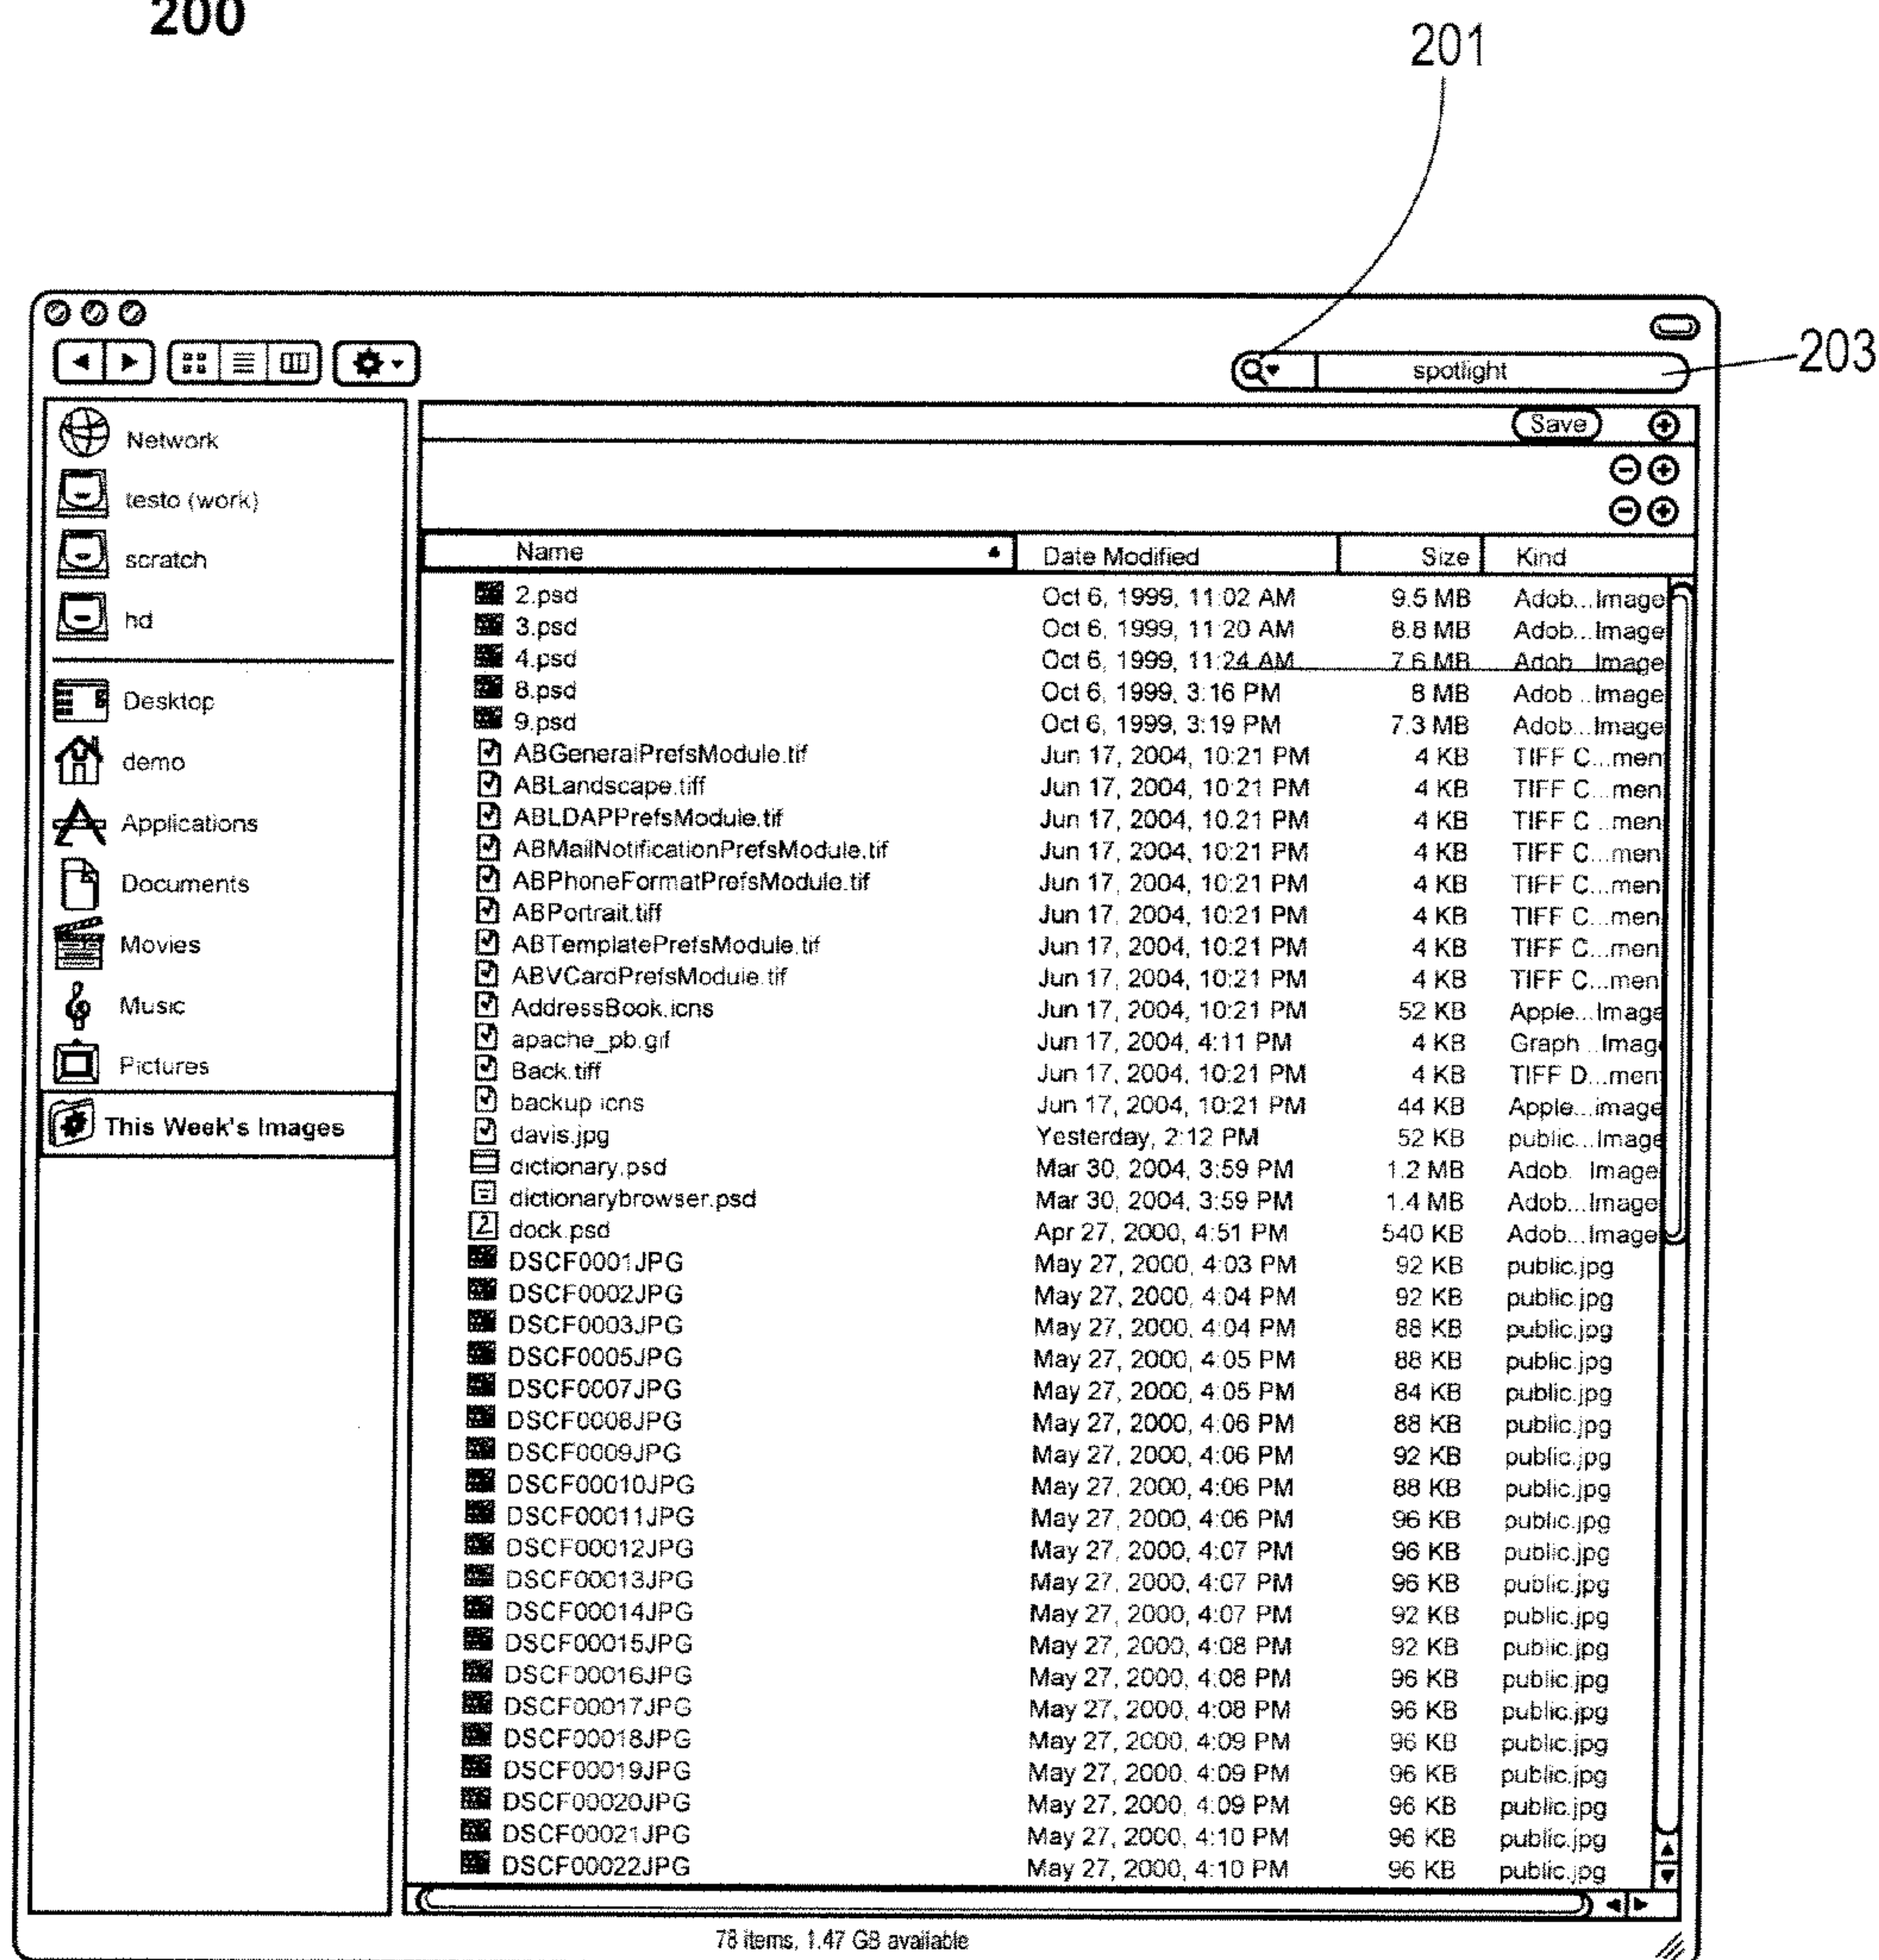 200
201
203
spotlight
Save
Network
testo (work)
scratch
hd
Desktop
demo
Applications
Documents
Movies
Music
Pictures
This Week's Images
Name Date Modified Size Kind
2.psd Oct 6, 1999, 11:02 AM 9.5 MB Adob...Image
3.psd Oct 6, 1999, 11:20 AM 8.8 MB Adob...Image
4.psd Oct 6, 1999, 11:24 AM 7.6 MB Adob...Image
8.psd Oct 6, 1999, 3:16 PM 8 MB Adob...Image
9.psd Oct 6, 1999, 3:19 PM 7.3 MB Adob...Image
ABGeneralPrefsModule.tif Jun 17, 2004, 10:21 PM 4 KB TIFF C...men
ABLandscape.tiff Jun 17, 2004, 10:21 PM 4 KB TIFF C...men
ABLDAPPrefsModule.tif Jun 17, 2004, 10:21 PM 4 KB TIFF C...men
ABMailNotificationPrefsModule.tif Jun 17, 2004, 10:21 PM 4 KB TIFF C...men
ABPhoneFormatPrefsModule.tif Jun 17, 2004, 10:21 PM 4 KB TIFF C...men
ABPortrait.tiff Jun 17, 2004, 10:21 PM 4 KB TIFF C...men
ABTemplatePrefsModule.tif Jun 17, 2004, 10:21 PM 4 KB TIFF C...men
ABVCardPrefsModule.tif Jun 17, 2004, 10:21 PM 4 KB TIFF C...men
AddressBook.icns Jun 17, 2004, 10:21 PM 52 KB Apple...Image
apache_pb.gif Jun 17, 2004, 4:11 PM 4 KB Graph...Imag
Back.tiff Jun 17, 2004, 10:21 PM 4 KB TIFF D...men
backup.icns Jun 17, 2004, 10:21 PM 44 KB Apple...image
davis.jpg Yesterday, 2:12 PM 52 KB public...Image
dictionary.psd Mar 30, 2004, 3:59 PM 1.2 MB Adob...Image
dictionarybrowser.psd Mar 30, 2004, 3:59 PM 1.4 MB Adob...Image
dock.psd Apr 27, 2000, 4:51 PM 540 KB Adob...Image
DSCF0001JPG May 27, 2000, 4:03 PM 92 KB public.jpg
DSCF0002JPG May 27, 2000, 4:04 PM 92 KB public.jpg
DSCF0003JPG May 27, 2000, 4:04 PM 88 KB public.jpg
DSCF0005JPG May 27, 2000, 4:05 PM 88 KB public.jpg
DSCF0007JPG May 27, 2000, 4:05 PM 84 KB public.jpg
DSCF0008JPG May 27, 2000, 4:06 PM 88 KB public.jpg
DSCF0009JPG May 27, 2000, 4:06 PM 92 KB public.jpg
DSCF00010JPG May 27, 2000, 4:06 PM 88 KB public.jpg
DSCF00011JPG May 27, 2000, 4:06 PM 96 KB public.jpg
DSCF00012JPG May 27, 2000, 4:07 PM 96 KB public.jpg
DSCF00013JPG May 27, 2000, 4:07 PM 96 KB public.jpg
DSCF00014JPG May 27, 2000, 4:07 PM 92 KB public.jpg
DSCF00015JPG May 27, 2000, 4:08 PM 92 KB public.jpg
DSCF00016JPG May 27, 2000, 4:08 PM 96 KB public.jpg
DSCF00017JPG May 27, 2000, 4:08 PM 96 KB public.jpg
DSCF00018JPG May 27, 2000, 4:09 PM 96 KB public.jpg
DSCF00019JPG May 27, 2000, 4:09 PM 96 KB public.jpg
DSCF00020JPG May 27, 2000, 4:09 PM 96 KB public.jpg
DSCF00021JPG May 27, 2000, 4:10 PM 96 KB public.jpg
DSCF00022JPG May 27, 2000, 4:10 PM 96 KB public.jpg
78 items, 1.47 GB available